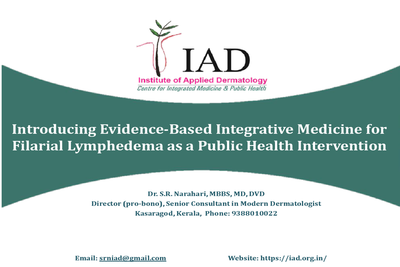 IAD
Institute of Applied Dermatology
Centre for Integrated Medicine & Public Health
Introducing Evidence-Based Integrative Medicine for
Filarial Lymphedema as a Public Health Intervention
Dr. S.R. Narahari, MBBS, MD, DVD
Director (pro-bono), Senior Consultant in Modern Dermatologist
Kasaragod, Kerala, Phone: 9388010022
Email: srniad@gmail.com Website: https://iad.org.in/